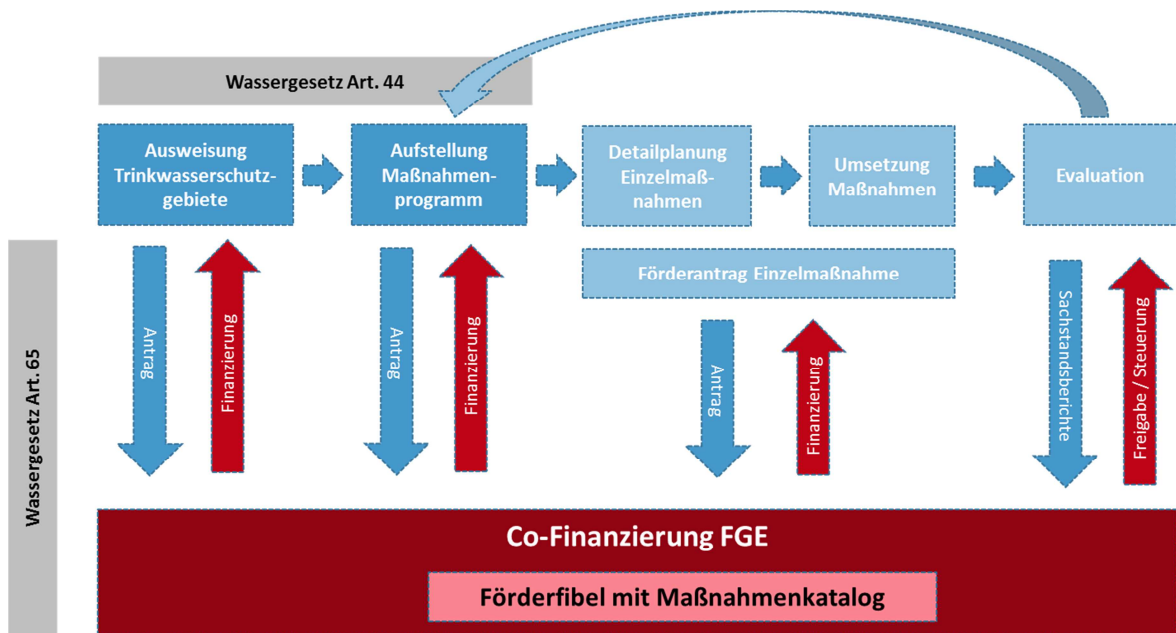 Wassergesetz Art. 44
Ausweisung
Trinkwasserschutz-
gebiete
Aufstellung
Maßnahmen-
programm
Detailplanung
Einzelmaß-
nahmen
Umsetzung
Maßnahmen
Evaluation
Förderantrag Einzelmaßnahme
Wassergesetz Art. 65
Antrag
Finanzierung
Antrag
Finanzierung
Antrag
Finanzierung
Sachstandsberichte
Freigabe / Steuerung
Co-Finanzierung FGE
Förderfibel mit Maßnahmenkatalog